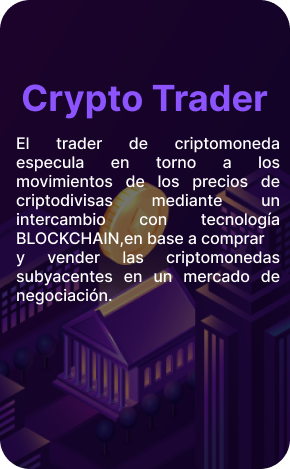 Crypto Trader
El trader de criptomoneda
especula en torno a los
movimientos de los precios de
criptodivisas mediante un
intercambio con tecnología
BLOCKCHAIN,en base a comprar
y vender las criptomonedas
subyacentes en un mercado de
negociación.